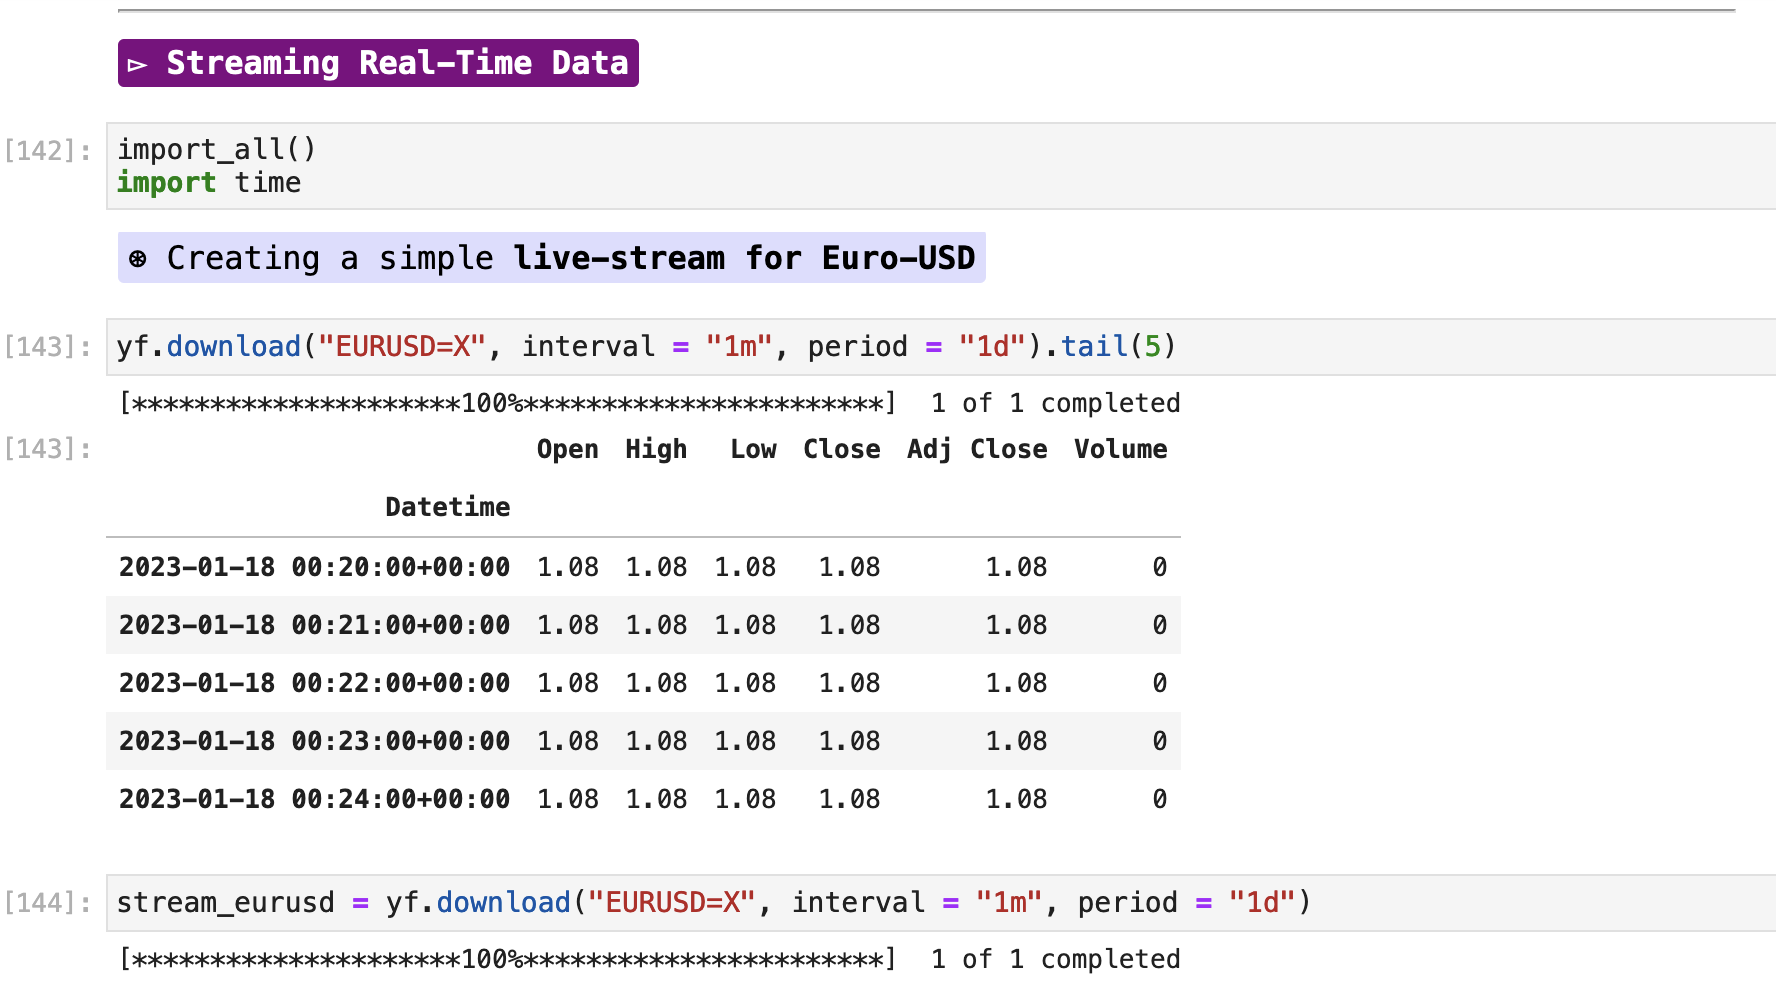 ▻ Streaming Real-Time Data
[142]: import_all()
import time
⊛ Creating a simple live-stream for Euro-USD
[143]: yf.download("EURUSD=X", interval = "1m", period = "1d").tail(5)
[*********************100%***********************]  1 of 1 completed
[143]: Open High Low Close Adj Close Volume
Datetime
2023-01-18 00:20:00+00:00 1.08 1.08 1.08 1.08 1.08 0
2023-01-18 00:21:00+00:00 1.08 1.08 1.08 1.08 1.08 0
2023-01-18 00:22:00+00:00 1.08 1.08 1.08 1.08 1.08 0
2023-01-18 00:23:00+00:00 1.08 1.08 1.08 1.08 1.08 0
2023-01-18 00:24:00+00:00 1.08 1.08 1.08 1.08 1.08 0
[144]: stream_eurusd = yf.download("EURUSD=X", interval = "1m", period = "1d")
[*********************100%***********************]  1 of 1 completed